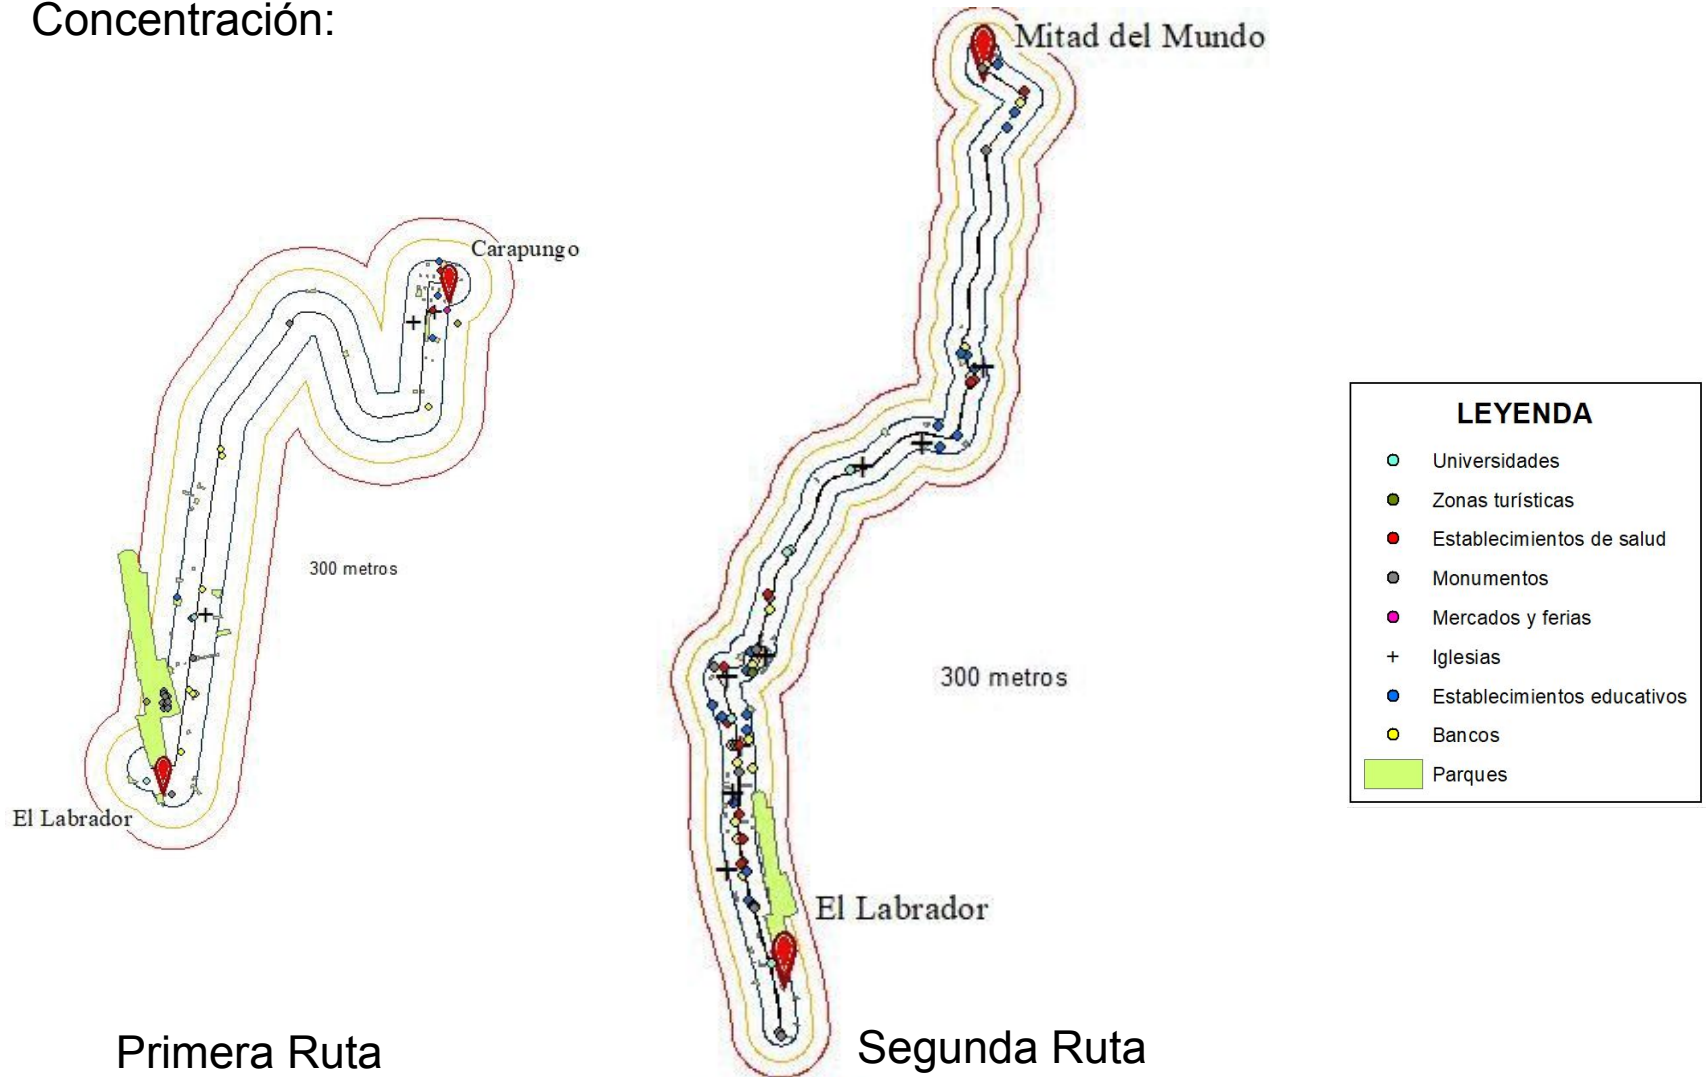 Concentración:
Mitad del Mundo
Carapungo
300 metros
El Labrador
300 metros
El Labrador
Primera Ruta
Segunda Ruta
LEYENDA
Universidades
Zonas turísticas
Establecimientos de salud
Monumentos
Mercados y ferias
Iglesias
Establecimientos educativos
Bancos
Parques